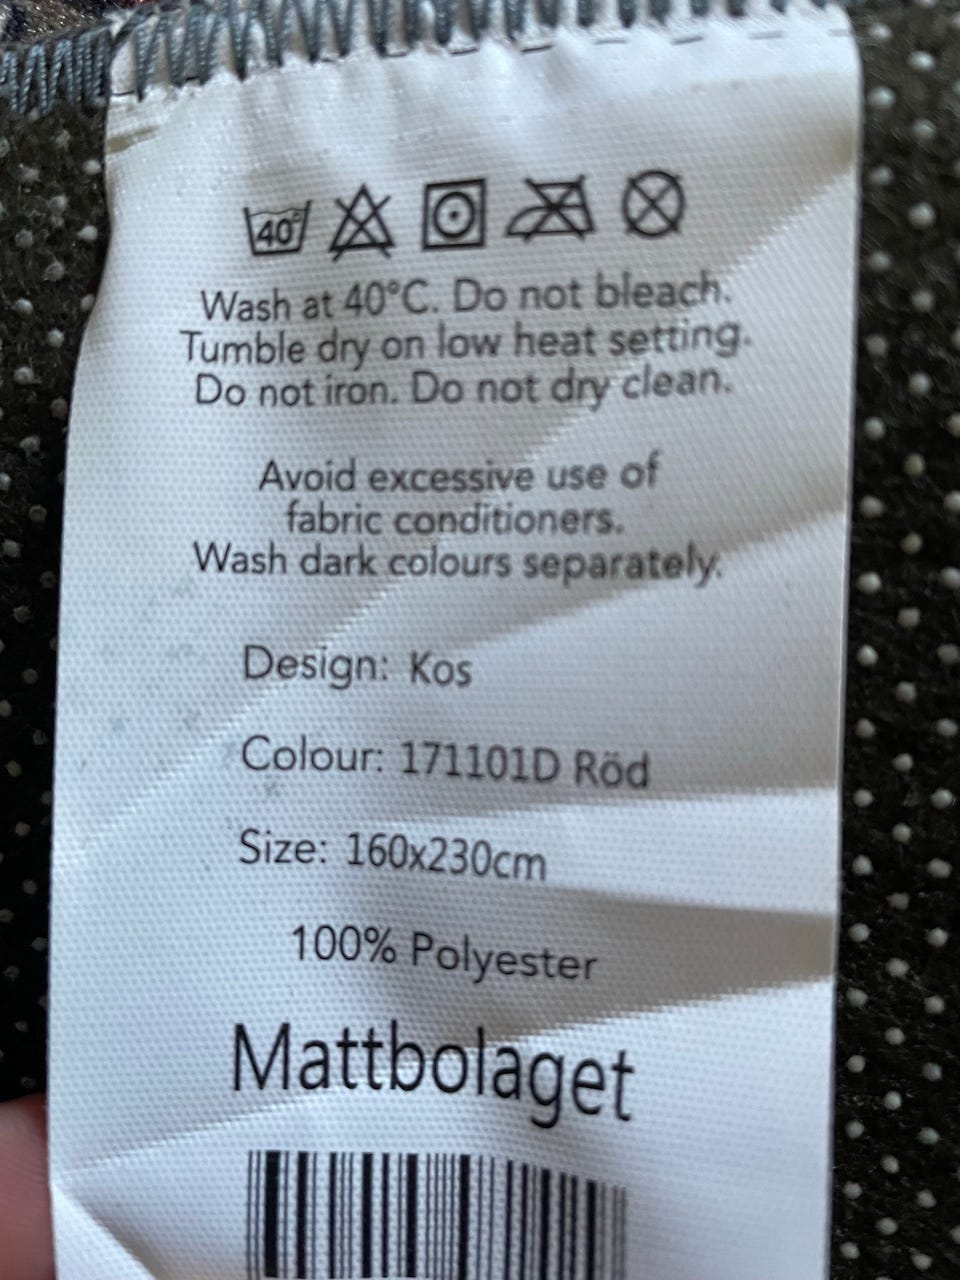 40°
Wash at 40°C. Do not bleach.
Tumble dry on low heat setting.
Do not iron. Do not dry clean.
Avoid excessive use of
fabric conditioners.
Wash dark colours separately.
Design: Kos
Colour: 171101D Röd
Size: 160x230cm
100% Polyester
Mattbolaget